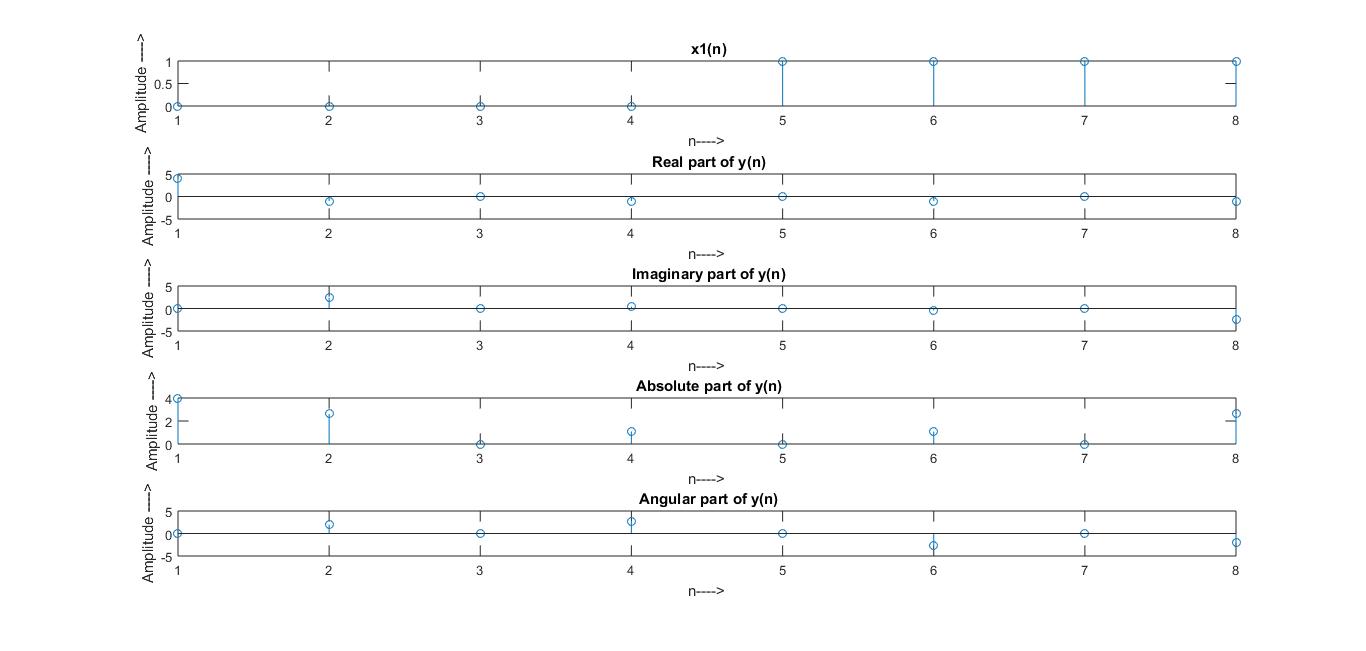 x1(n)
Amplitude ---->
1
0.5
0
1 2 3 4 5 6 7 8
n---->
Real part of y(n)
Amplitude ---->
5
0
-5
1 2 3 4 5 6 7 8
n---->
Imaginary part of y(n)
Amplitude ---->
5
0
-5
1 2 3 4 5 6 7 8
n---->
Absolute part of y(n)
Amplitude ---->
4
2
0
1 2 3 4 5 6 7 8
n---->
Angular part of y(n)
Amplitude ---->
5
0
-5
1 2 3 4 5 6 7 8
n---->